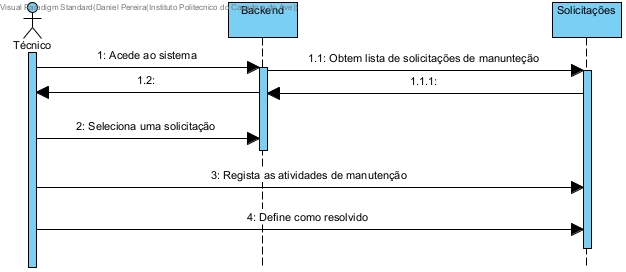 Visual Paradigm Standard(Daniel Pereira(Instituto Politecnico do
Backend
Solicitações
Técnico
1: Acede ao sistema
1.1: Obtem lista de solicitações de manunteção
1.2:
1.1.1:
2: Seleciona uma solicitação
3: Regista as atividades de manutenção
4: Define como resolvido